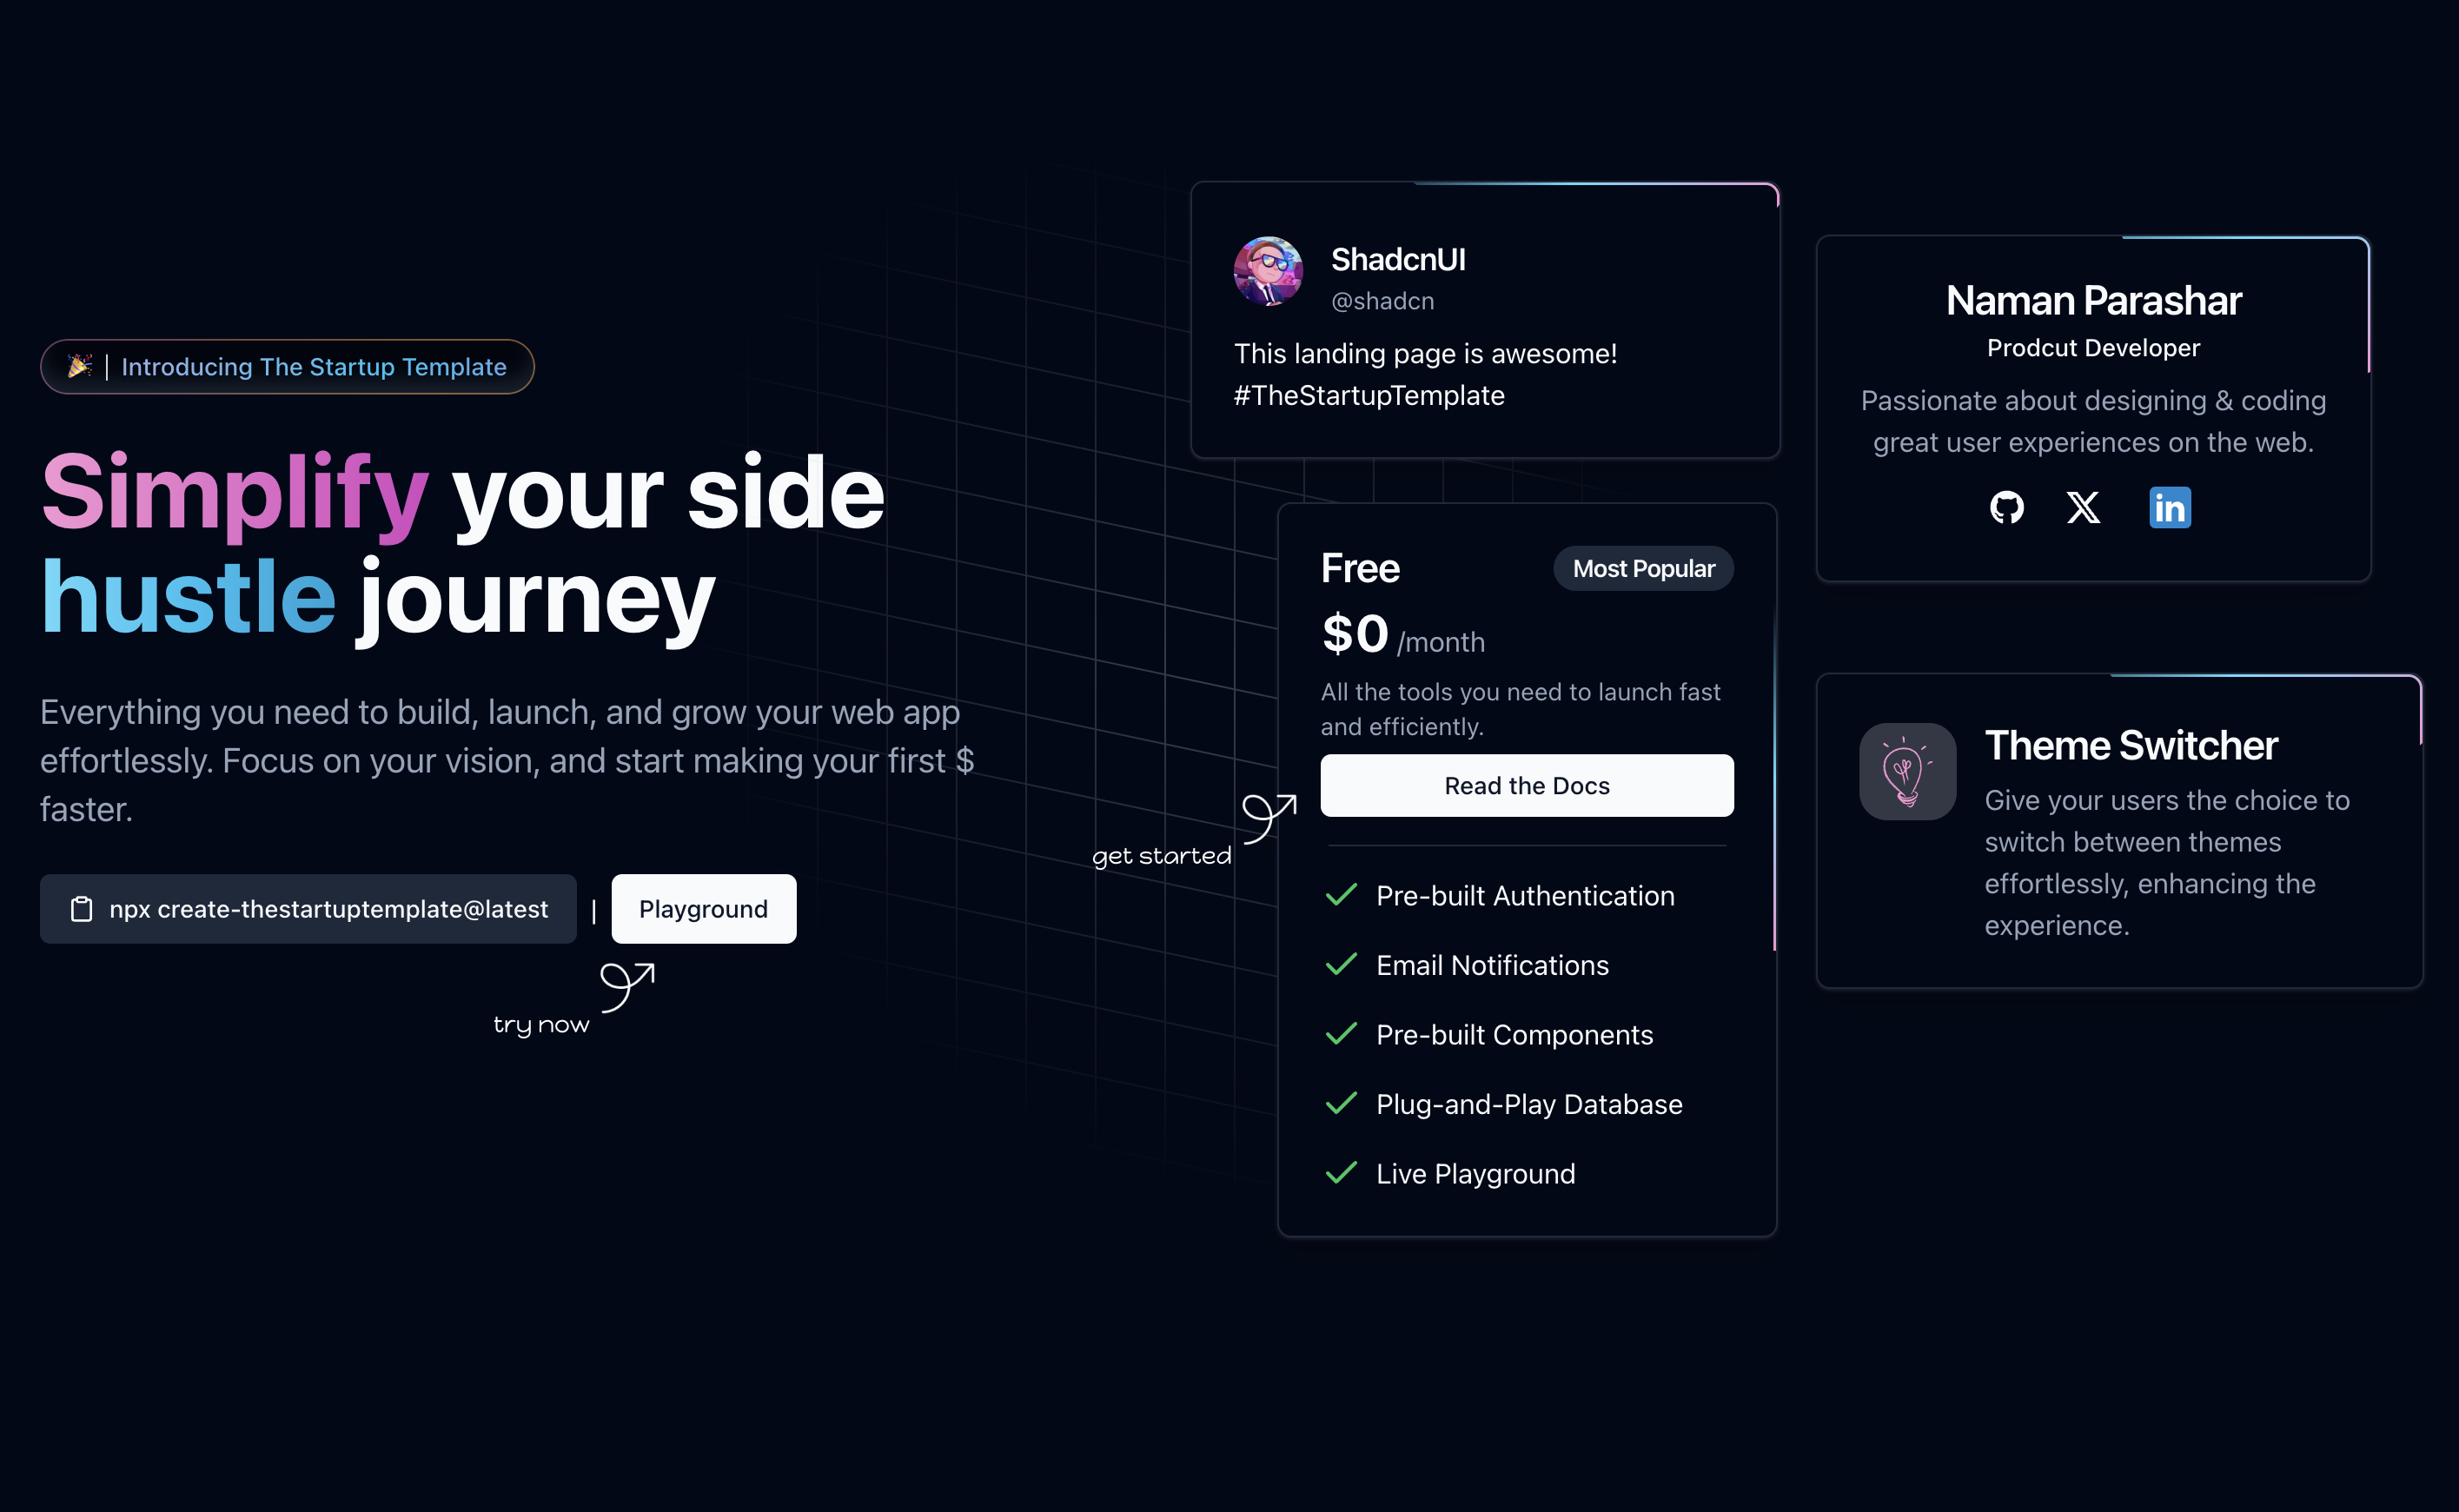 🎉 | Introducing The Startup Template
Simplify your side
hustle journey
Everything you need to build, launch, and grow your web app
effortlessly. Focus on your vision, and start making your first $
faster.
npx create-thestartuptemplate@latest | Playground
try now
ShadcnUI
@shadcn
This landing page is awesome!
#TheStartupTemplate
Free
Most Popular
$0 /month
All the tools you need to launch fast
and efficiently.
Read the Docs
get started
Pre-built Authentication
Email Notifications
Pre-built Components
Plug-and-Play Database
Live Playground
Naman Parashar
Prodcut Developer
Passionate about designing & coding
great user experiences on the web.
in
Theme Switcher
Give your users the choice to
switch between themes
effortlessly, enhancing the
experience.